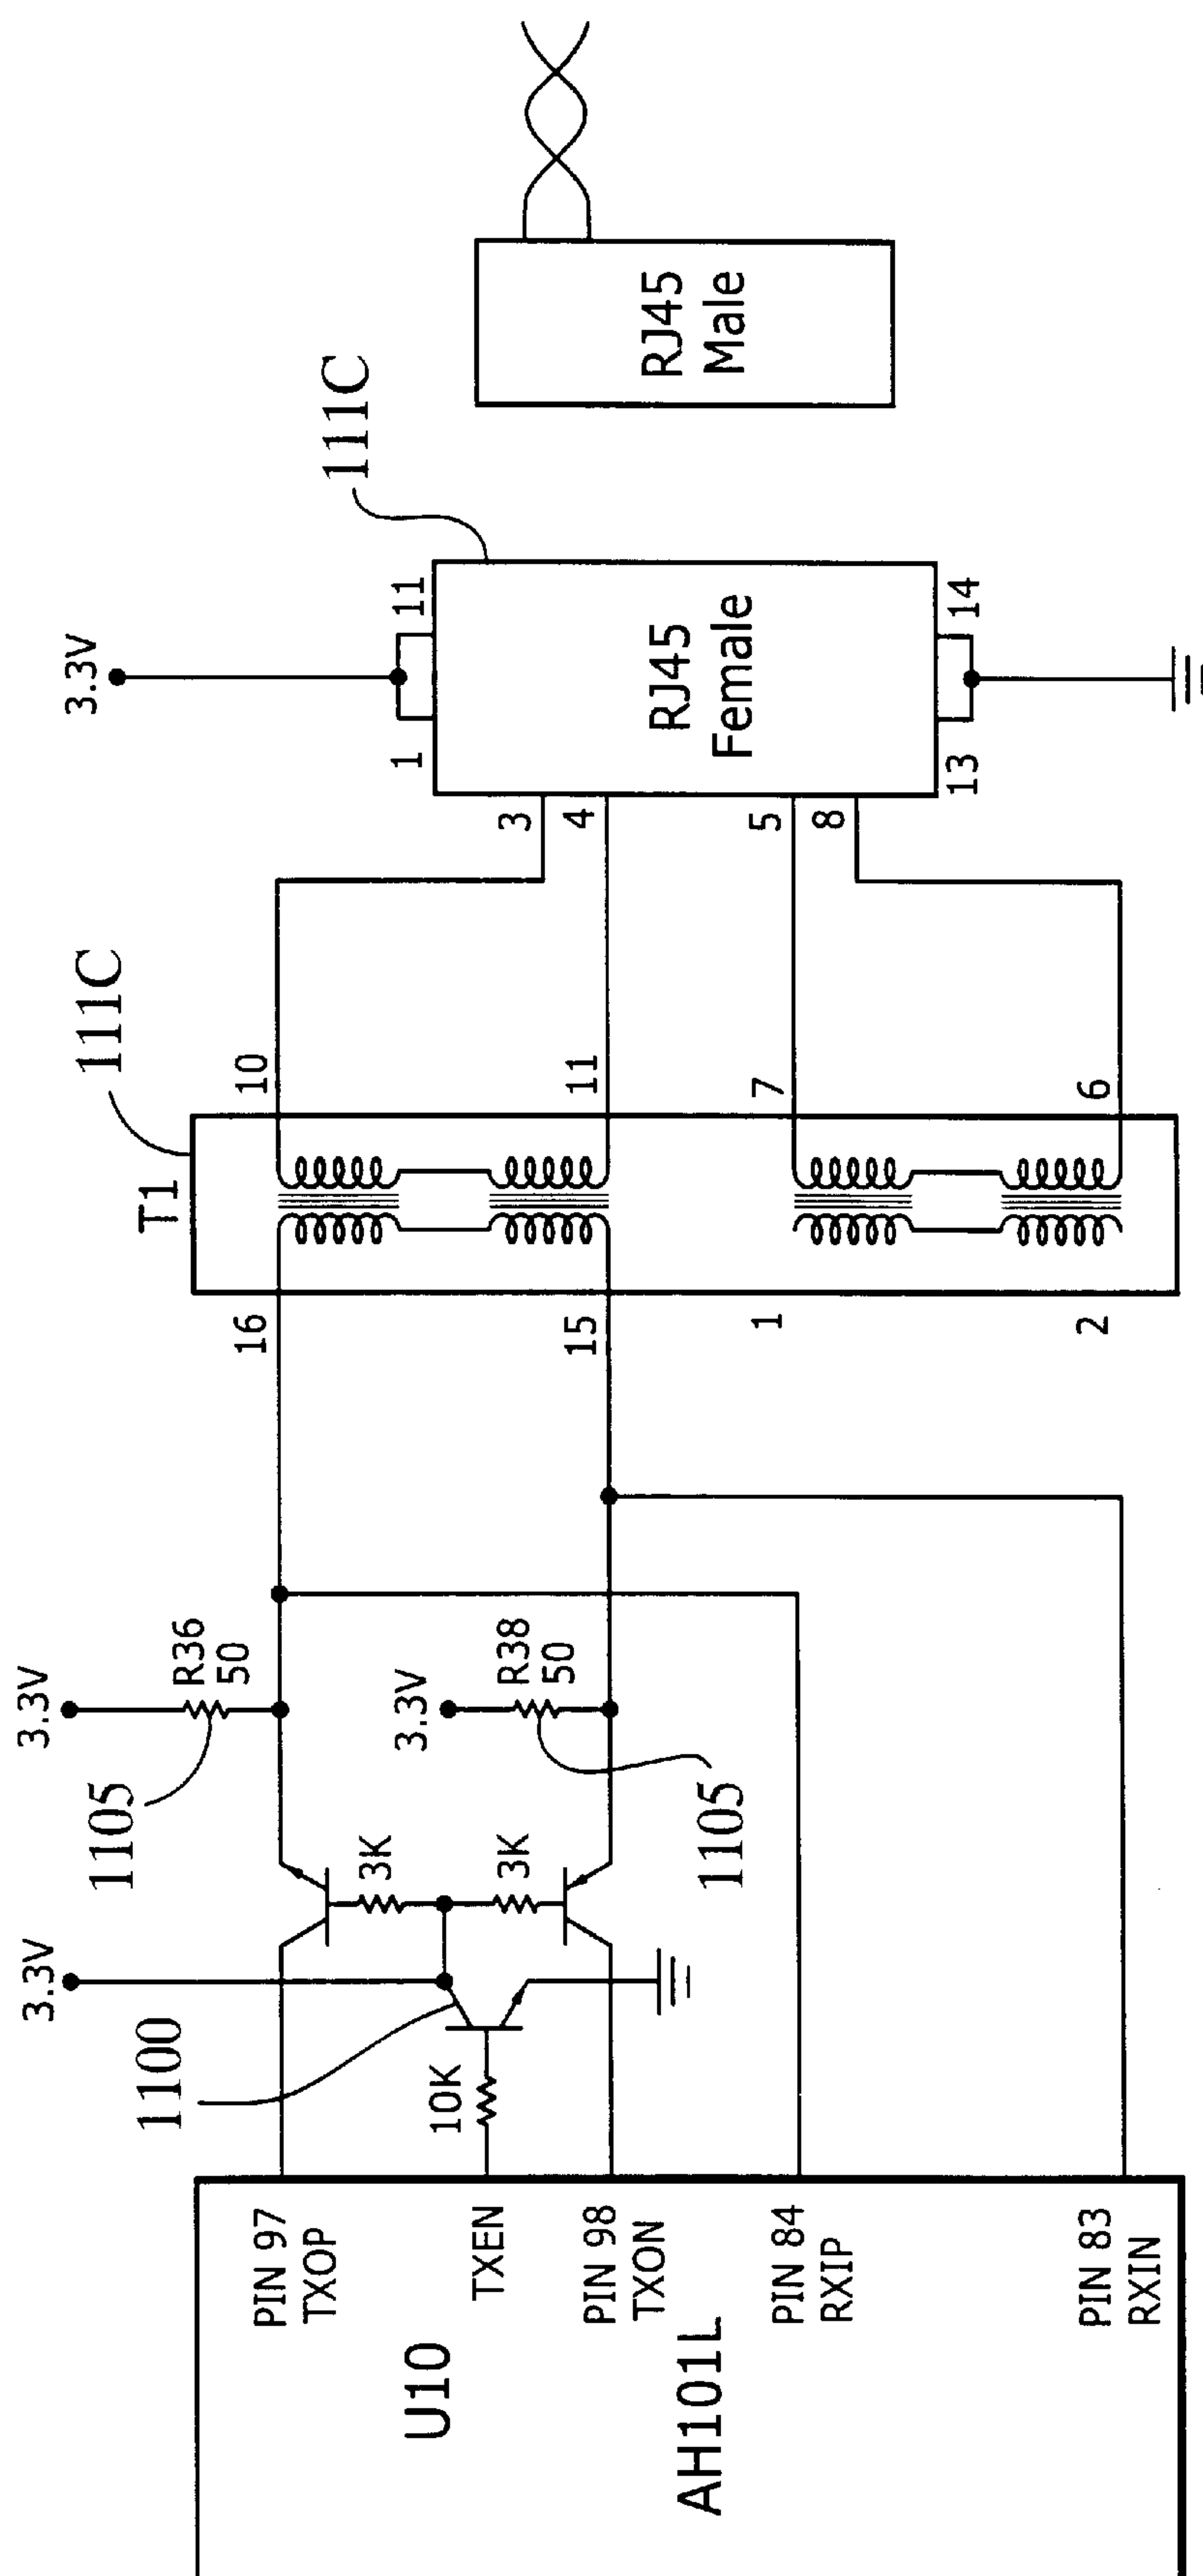 U10
AH101L
PIN 97
TXOP
TXEN
PIN 98
TXON
PIN 84
RXIP
PIN 83
RXIN
1100
10K
3.3V
3K
3K
1105
1105
3.3V
R36
50
3.3V
R38
50
16
15
1
2
T1
111C
10
11
7
6
3
4
5
8
3.3V
1
11
RJ45
Female
13
14
111C
RJ45
Male